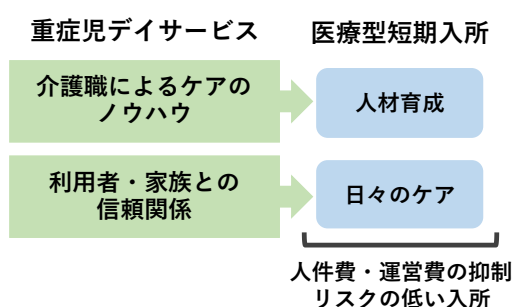 重症児デイサービス
医療型短期入所
介護職によるケアの
ノウハウ
人材育成
利用者・家族との
信頼関係
日々のケア
人件費・運営費の抑制
リスクの低い入所